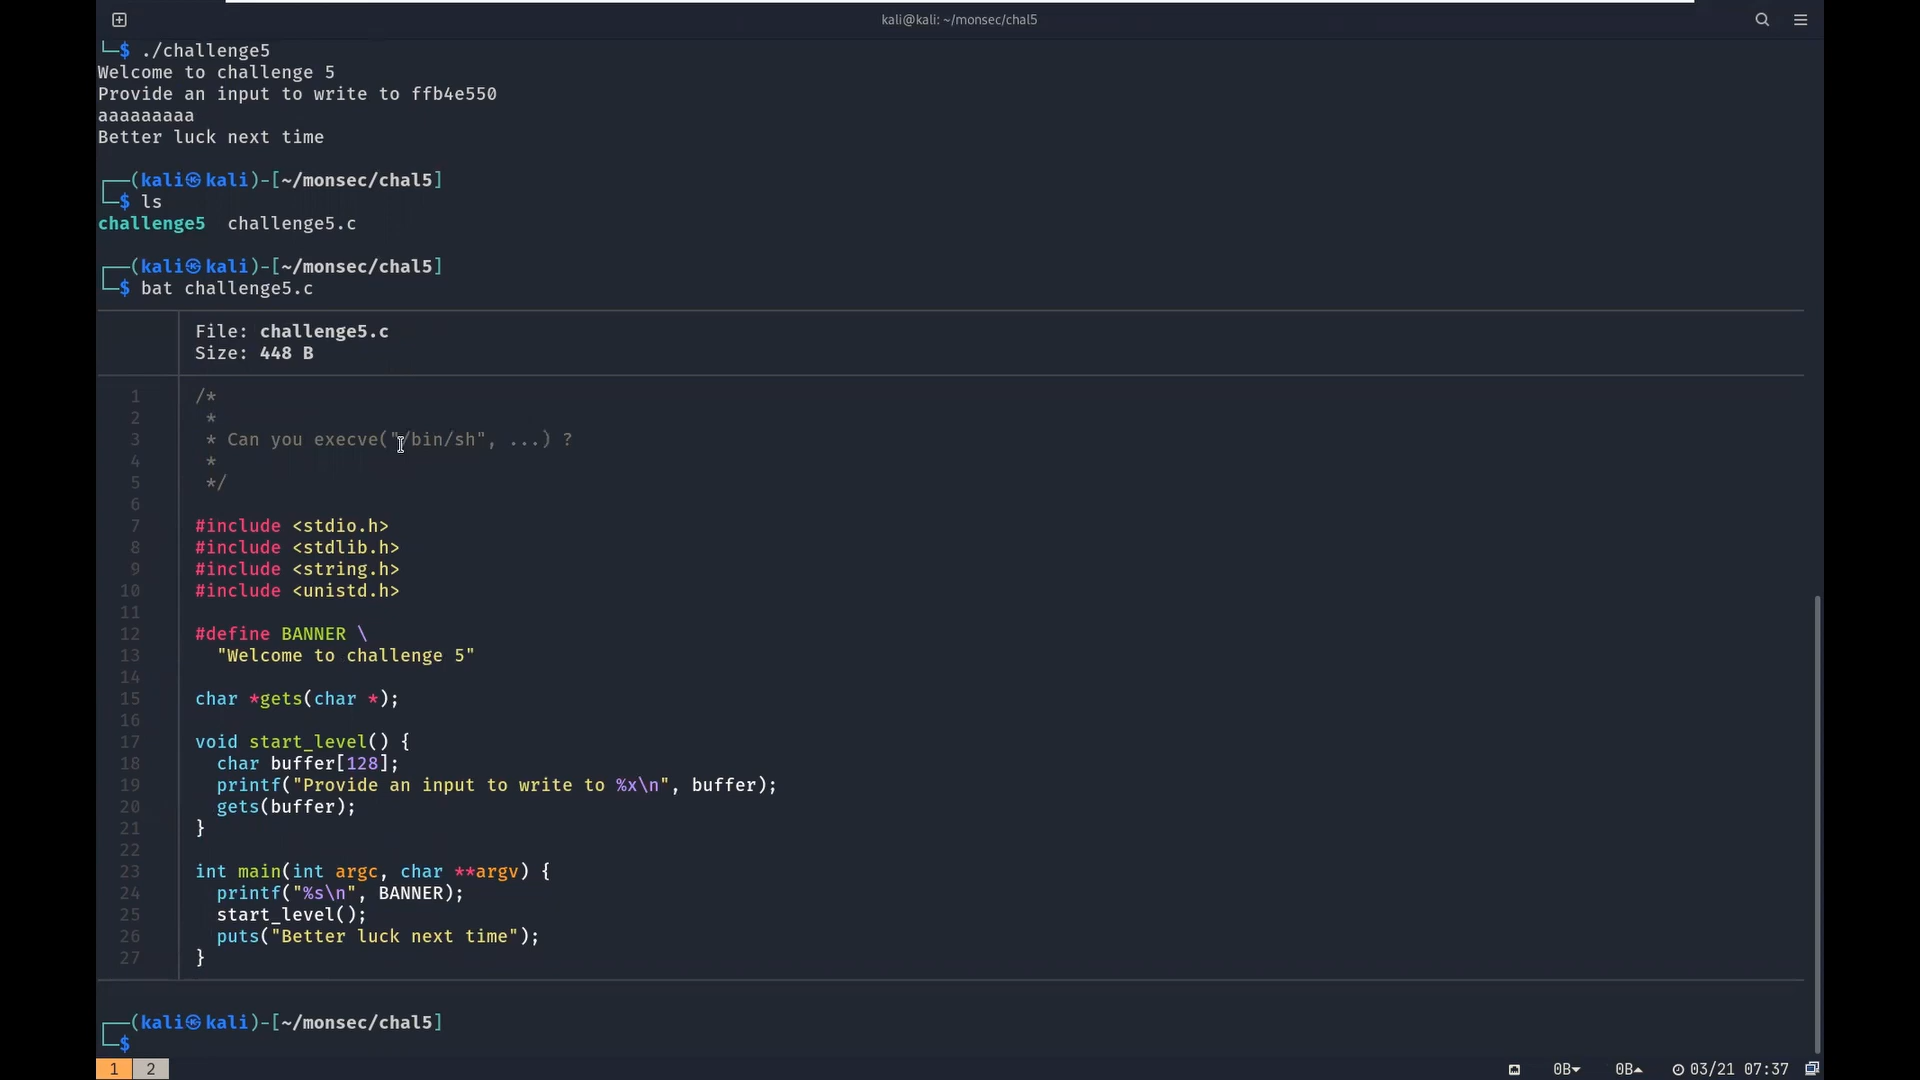 kali@kali: ~/monsec/chal5
└─$ ./challenge5
Welcome to challenge 5
Provide an input to write to ffb4e550
aaaaaaaaa
Better luck next time
┌──(kali㉿kali)-[~/monsec/chal5]
└─$ ls
challenge5  challenge5.c
┌──(kali㉿kali)-[~/monsec/chal5]
└─$ bat challenge5.c
File: challenge5.c
Size: 448 B
1 /*
2  *
3  * Can you execve("/bin/sh", ...) ?
4  *
5  */
6
7 #include <stdio.h>
8 #include <stdlib.h>
9 #include <string.h>
10 #include <unistd.h>
11
12 #define BANNER \
13   "Welcome to challenge 5"
14
15 char *gets(char *);
16
17 void start_level() {
18   char buffer[128];
19   printf("Provide an input to write to %x\n", buffer);
20   gets(buffer);
21 }
22
23 int main(int argc, char **argv) {
24   printf("%s\n", BANNER);
25   start_level();
26   puts("Better luck next time");
27 }
┌──(kali㉿kali)-[~/monsec/chal5]
└─$
1 2 0B▾ 0B▴ 03/21 07:37